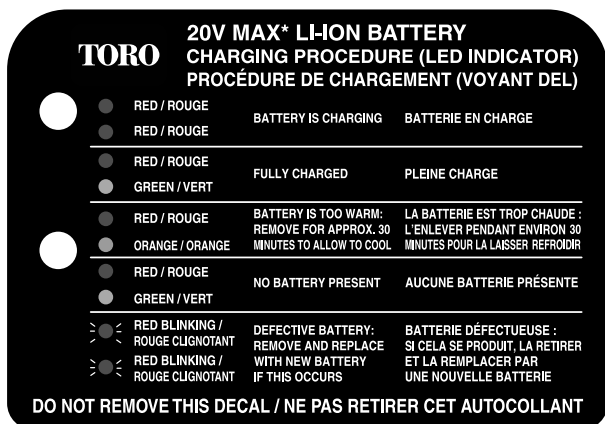 TORO
20V MAX* LI-ION BATTERY
CHARGING PROCEDURE (LED INDICATOR)
PROCÉDURE DE CHARGEMENT (VOYANT DEL)
RED / ROUGE
RED / ROUGE
BATTERY IS CHARGING
BATTERIE EN CHARGE
RED / ROUGE
GREEN / VERT
FULLY CHARGED
PLEINE CHARGE
RED / ROUGE
ORANGE / ORANGE
BATTERY IS TOO WARM:
REMOVE FOR APPROX. 30
MINUTES TO ALLOW TO COOL
LA BATTERIE EST TROP CHAUDE :
L'ENLEVER PENDANT ENVIRON 30
MINUTES POUR LA LAISSER REFROIDIR
RED / ROUGE
GREEN / VERT
NO BATTERY PRESENT
AUCUNE BATTERIE PRÉSENTE
RED BLINKING /
ROUGE CLIGNOTANT
RED BLINKING /
ROUGE CLIGNOTANT
DEFECTIVE BATTERY:
REMOVE AND REPLACE
WITH NEW BATTERY
IF THIS OCCURS
BATTERIE DÉFECTUEUSE :
SI CELA SE PRODUIT, LA RETIRER
ET LA REMPLACER PAR
UNE NOUVELLE BATTERIE
DO NOT REMOVE THIS DECAL / NE PAS RETIRER CET AUTOCOLLANT